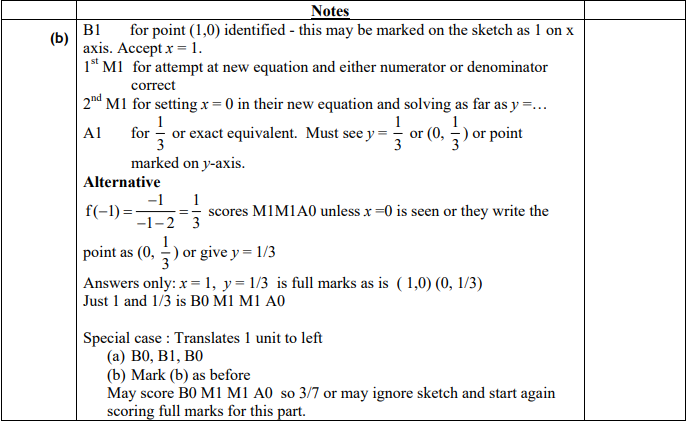 Notes
(b)
B1 for point (1,0) identified - this may be marked on the sketch as 1 on x
axis. Accept x = 1.
1st M1 for attempt at new equation and either numerator or denominator
correct
2nd M1 for setting x = 0 in their new equation and solving as far as y =…
A1 for 1/3 or exact equivalent. Must see y = 1/3 or (0, 1/3) or point
marked on y-axis.
Alternative
f(−1) = −1/(−1−2) = 1/3 scores M1M1A0 unless x =0 is seen or they write the
point as (0, 1/3) or give y = 1/3
Answers only: x = 1, y = 1/3 is full marks as is ( 1,0) (0, 1/3)
Just 1 and 1/3 is B0 M1 M1 A0
Special case : Translates 1 unit to left
(a) B0, B1, B0
(b) Mark (b) as before
May score B0 M1 M1 A0 so 3/7 or may ignore sketch and start again
scoring full marks for this part.